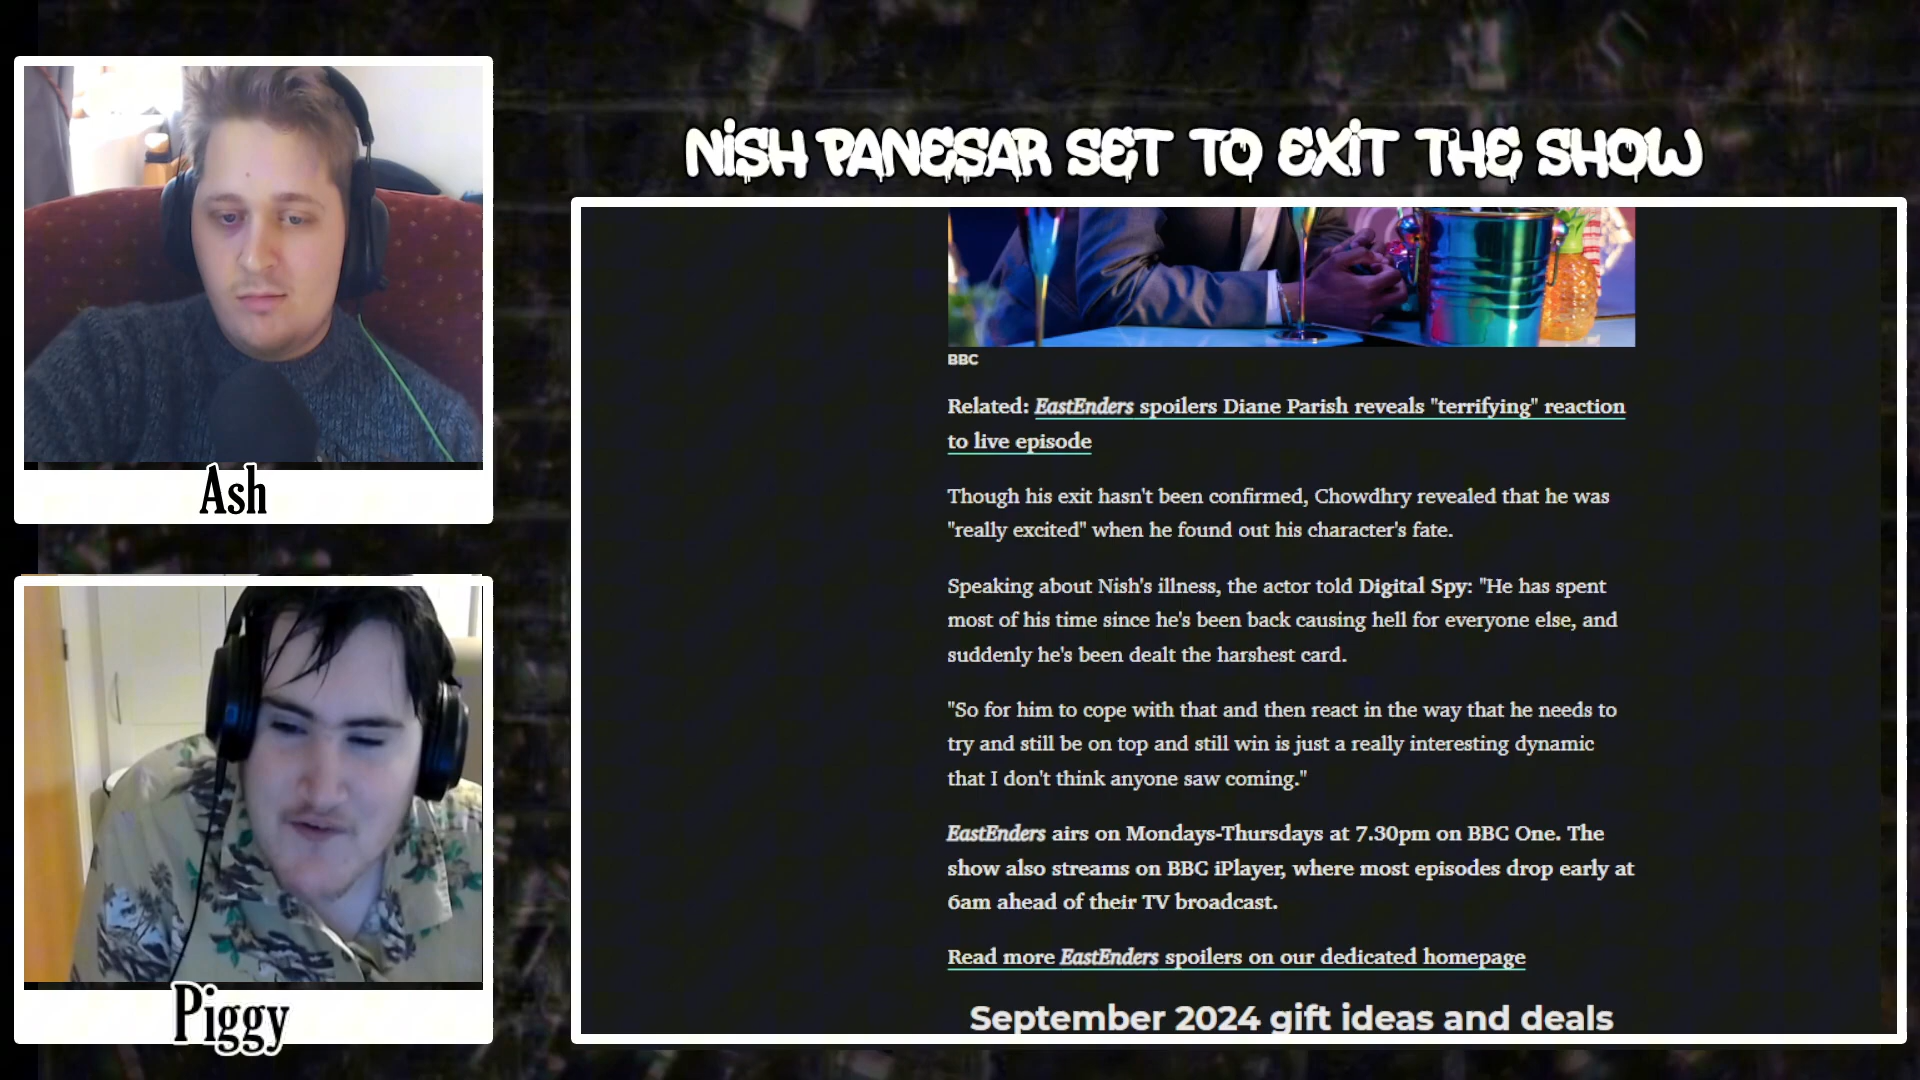 NiSH PANESAR SET TO EXiT THE SHOW
Ash
Piggy
BBC
Related: EastEnders spoilers Diane Parish reveals "terrifying" reaction
to live episode
Though his exit hasn't been confirmed, Chowdhry revealed that he was
"really excited" when he found out his character's fate.
Speaking about Nish's illness, the actor told Digital Spy: "He has spent
most of his time since he's been back causing hell for everyone else, and
suddenly he's been dealt the harshest card.
"So for him to cope with that and then react in the way that he needs to
try and still be on top and still win is just a really interesting dynamic
that I don't think anyone saw coming."
EastEnders airs on Mondays-Thursdays at 7.30pm on BBC One. The
show also streams on BBC iPlayer, where most episodes drop early at
6am ahead of their TV broadcast.
Read more EastEnders spoilers on our dedicated homepage
September 2024 gift ideas and deals